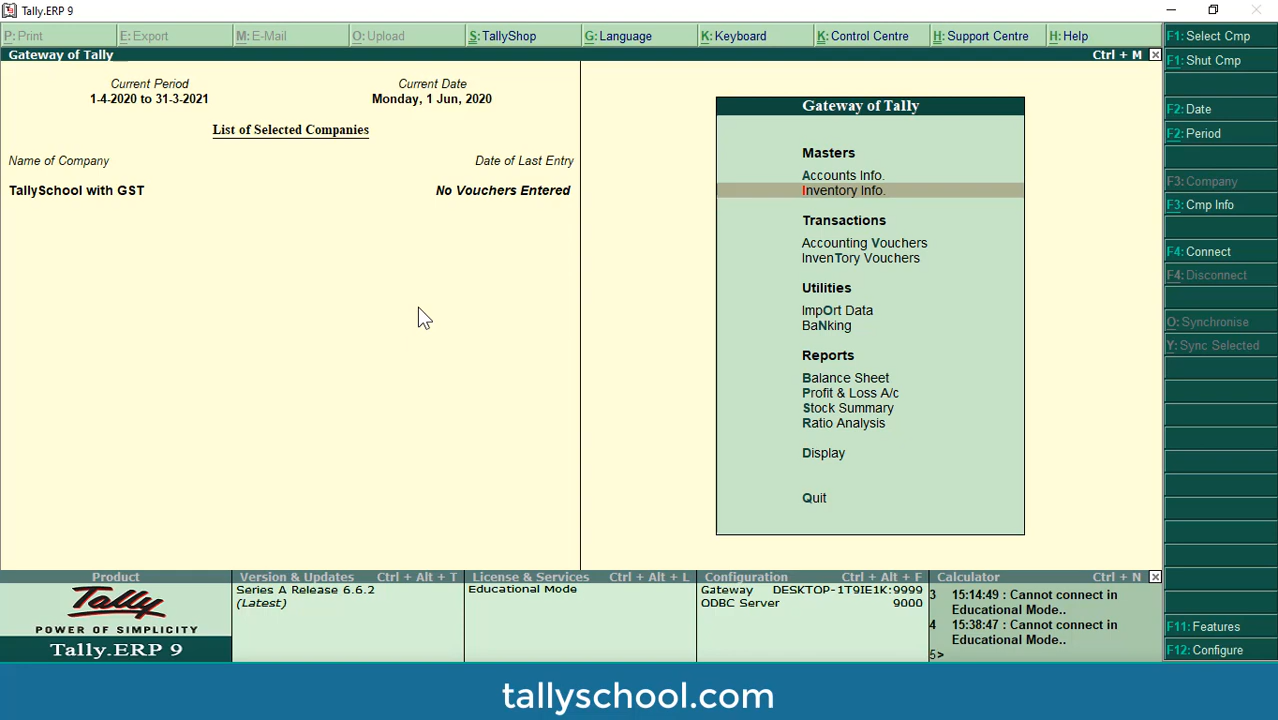 Tally.ERP 9
P: Print
E: Export
M: E-Mail
O: Upload
S: TallyShop
G: Language
K: Keyboard
K: Control Centre
H: Support Centre
H: Help
Gateway of Tally
Ctrl + M
Current Period
Current Date
1-4-2020 to 31-3-2021
Monday, 1 Jun, 2020
List of Selected Companies
Name of Company
Date of Last Entry
TallySchool with GST
No Vouchers Entered
Gateway of Tally
Masters
Accounts Info.
Inventory Info.
Transactions
Accounting Vouchers
InvenTory Vouchers
Utilities
ImpOrt Data
BaNking
Reports
Balance Sheet
Profit & Loss A/c
Stock Summary
Ratio Analysis
Display
Quit
F1: Select Cmp
F1: Shut Cmp
F2: Date
F2: Period
F3: Company
F3: Cmp Info
F4: Connect
F4: Disconnect
O: Synchronise
Y: Sync Selected
F11: Features
F12: Configure
Product
Tally
POWER OF SIMPLICITY
Tally.ERP 9
Version & Updates Ctrl + Alt + T
Series A Release 6.6.2
(Latest)
License & Services Ctrl + Alt + L
Educational Mode
Configuration Ctrl + Alt + F
Gateway DESKTOP-1T9IE1K:9999
ODBC Server 9000
Calculator Ctrl + N
3 15:14:49 : Cannot connect in
Educational Mode..
4 15:38:47 : Cannot connect in
Educational Mode..
5>
tallyschool.com